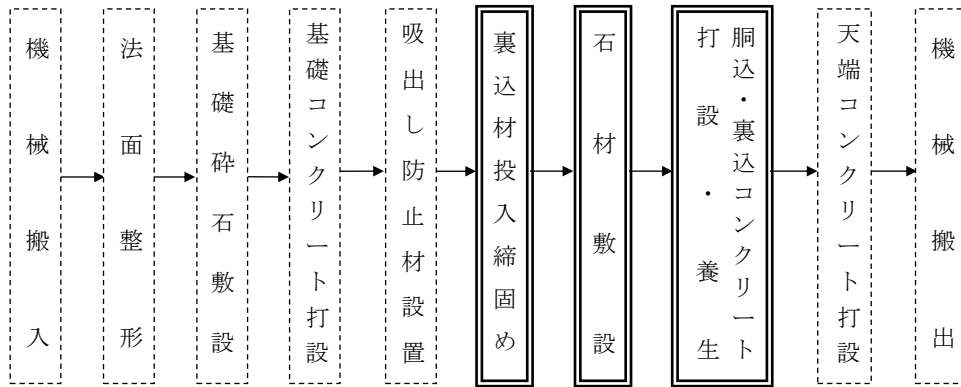 機械搬入
法面整形
基礎砕石敷設
基礎コンクリート打設
吸出し防止材設置
裏込材投入締固め
石材敷設
胴込・裏込コンクリート
打設・養生
天端コンクリート打設
機械搬出